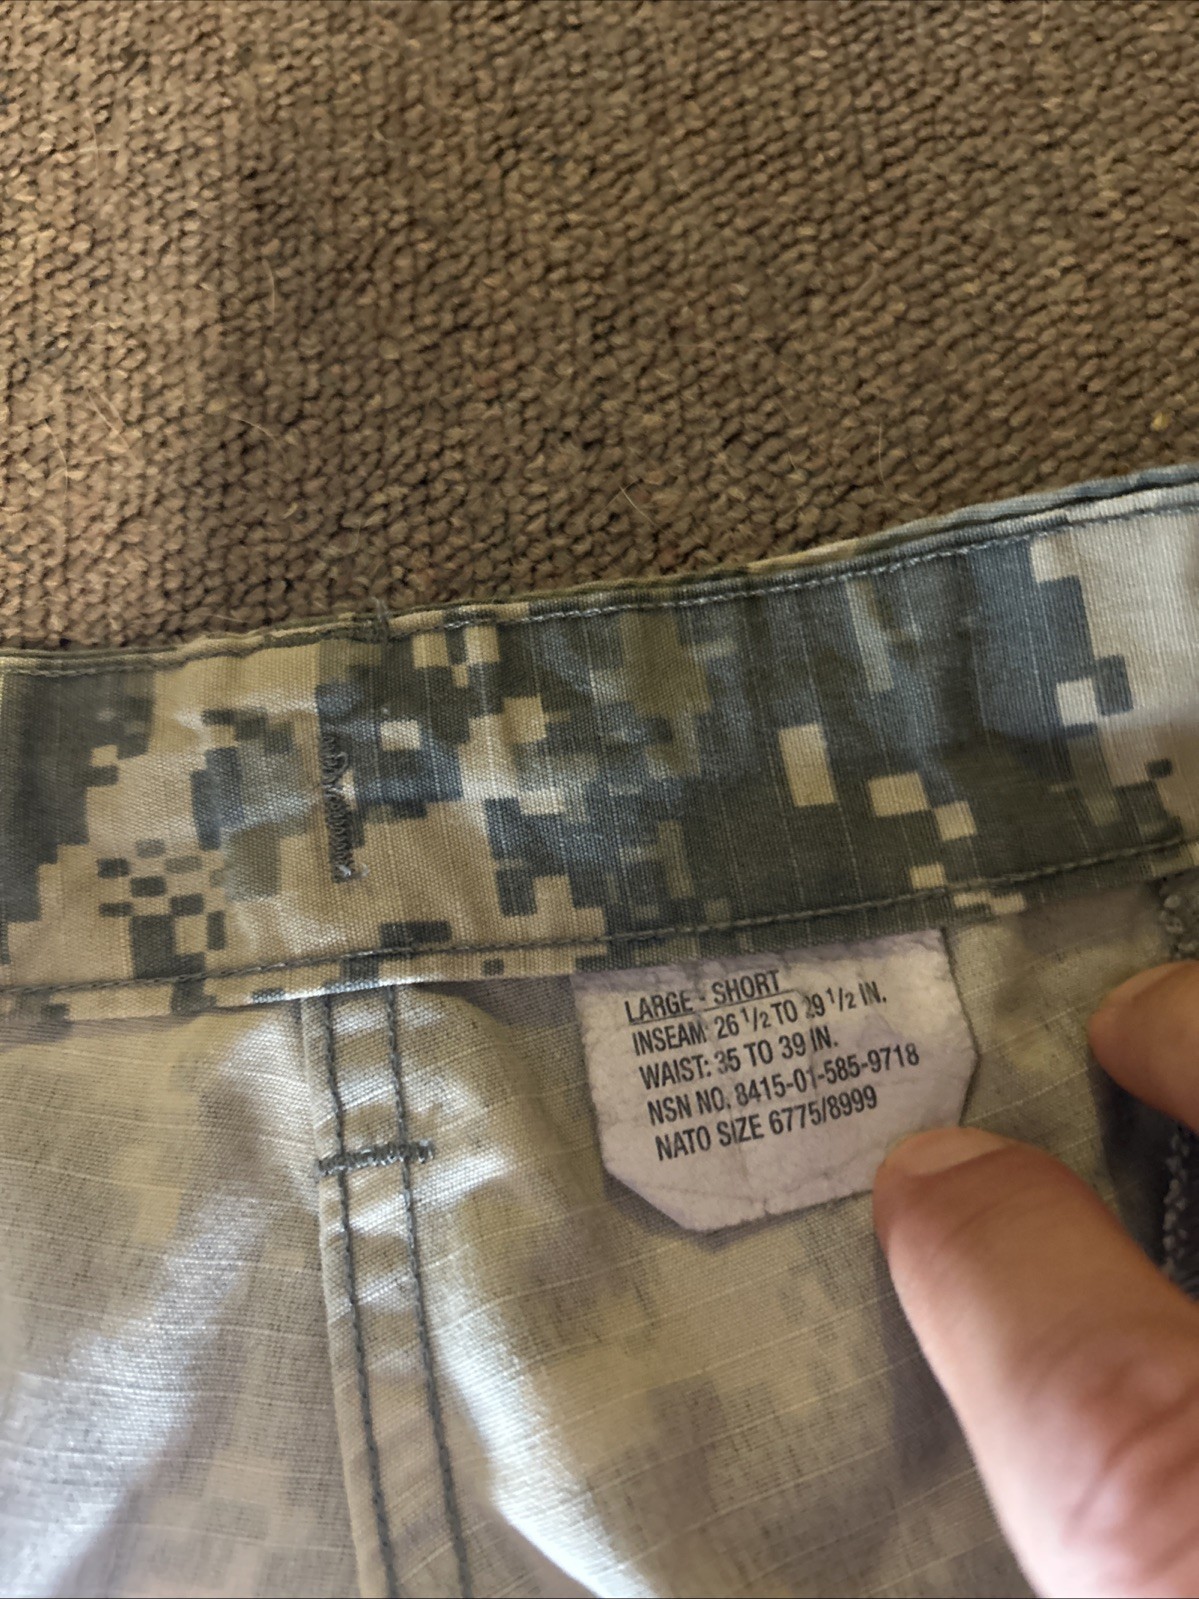 LARGE - SHORT
INSEAM: 26 1/2 TO 29 1/2 IN.
WAIST: 35 TO 39 IN.
NSN NO. 8415-01-585-9718
NATO SIZE 6775/8999